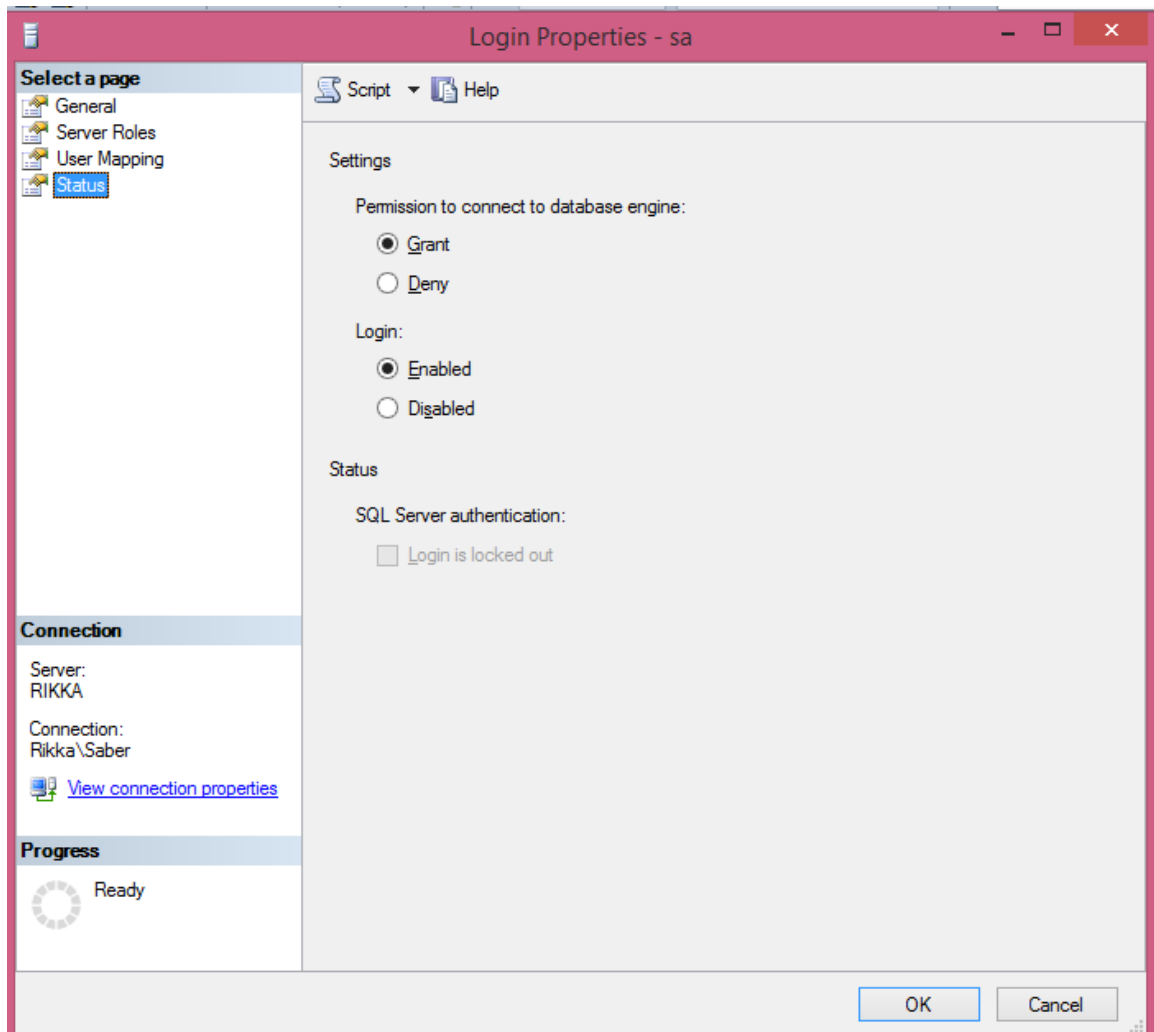 Login Properties - sa
Select a page
General
Server Roles
User Mapping
Status
Script
Help
Settings
Permission to connect to database engine:
Grant
Deny
Login:
Enabled
Disabled
Status
SQL Server authentication:
Login is locked out
Connection
Server:
RIKKA
Connection:
Rikka\Saber
View connection properties
Progress
Ready
OK
Cancel